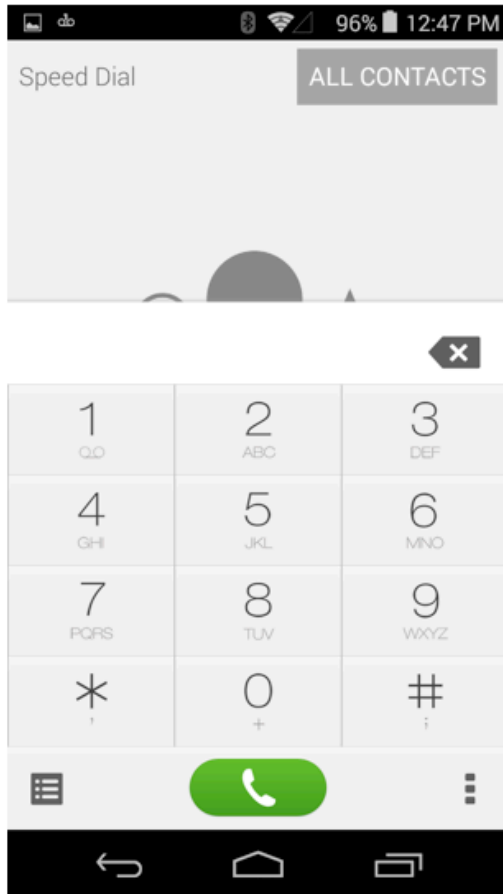 96% 12:47 PM
Speed Dial ALL CONTACTS
1 2 3
ABC DEF
4 5 6
GHI JKL MNO
7 8 9
PQRS TUV WXYZ
* 0 #
, + ;